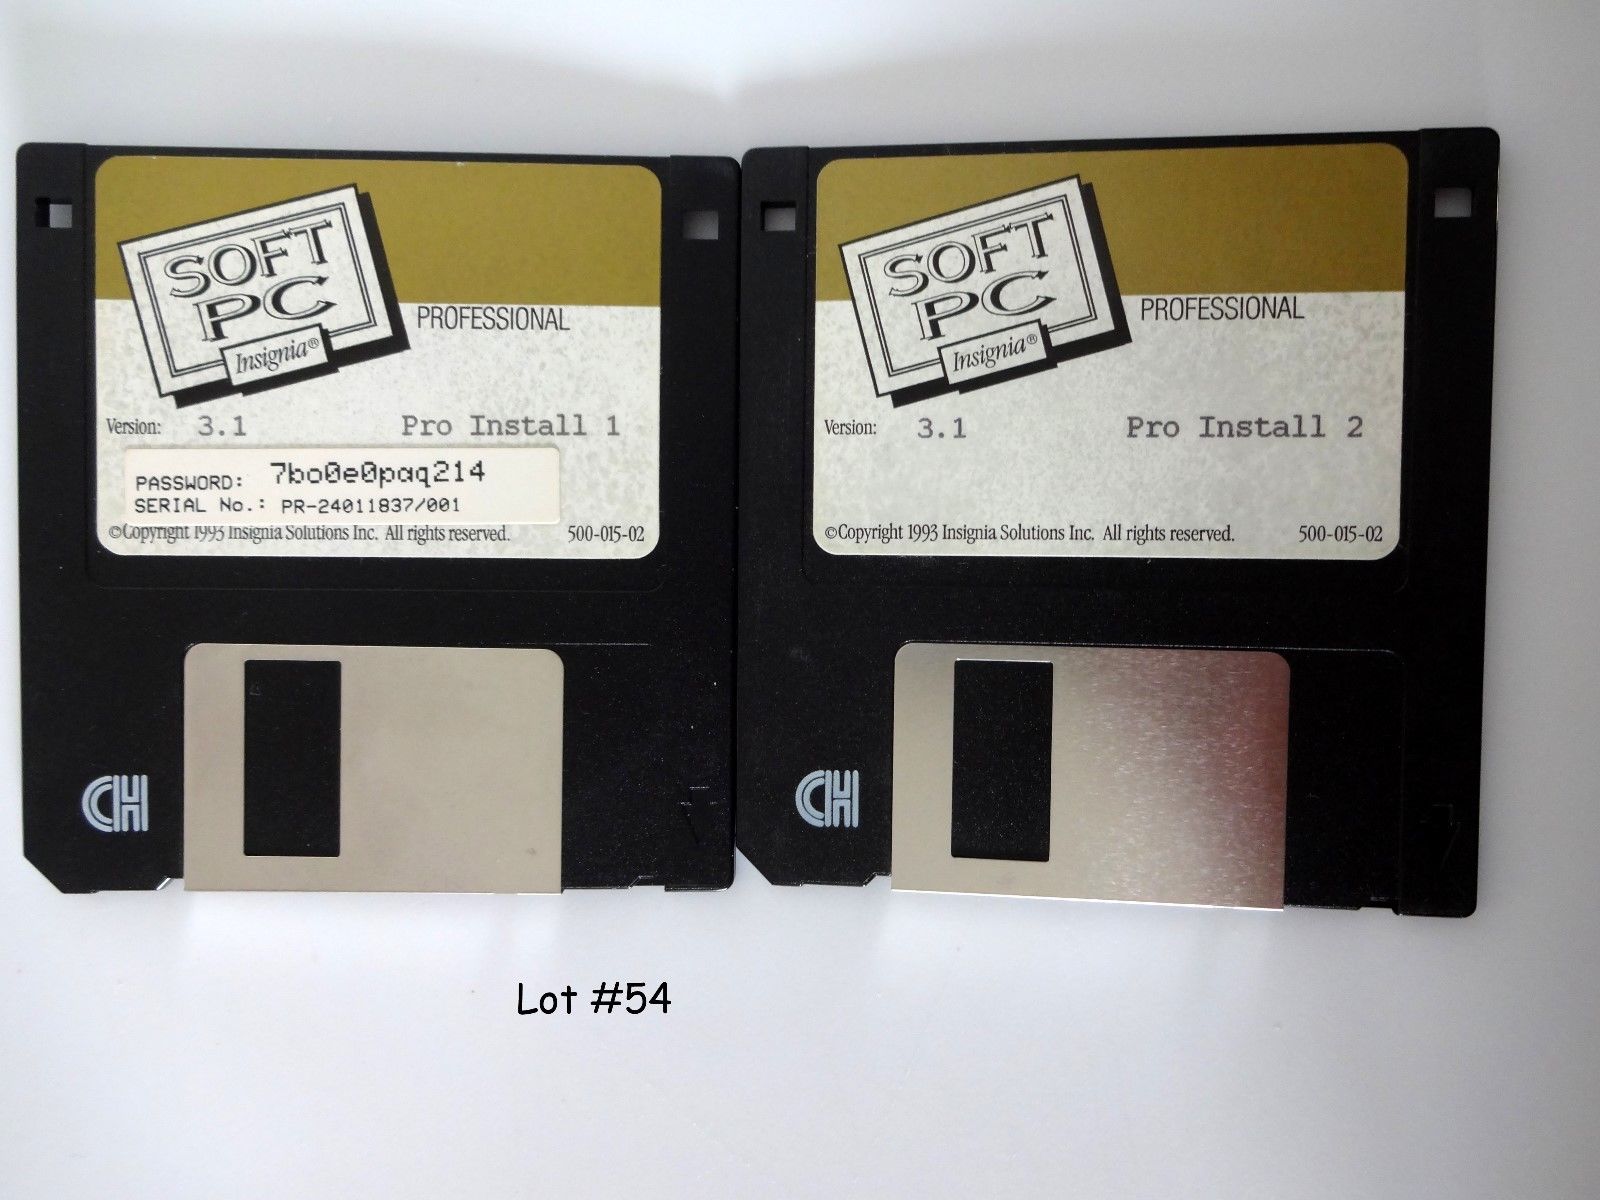 SOFT
PC
Insignia®
PROFESSIONAL
Version: 3.1 Pro Install 1
PASSWORD: 7bo0e0paq214
SERIAL No.: PR-24011837/001
©Copyright 1993 Insignia Solutions Inc. All rights reserved. 500-015-02
CH
SOFT
PC
Insignia®
PROFESSIONAL
Version: 3.1 Pro Install 2
©Copyright 1993 Insignia Solutions Inc. All rights reserved. 500-015-02
CH
Lot #54